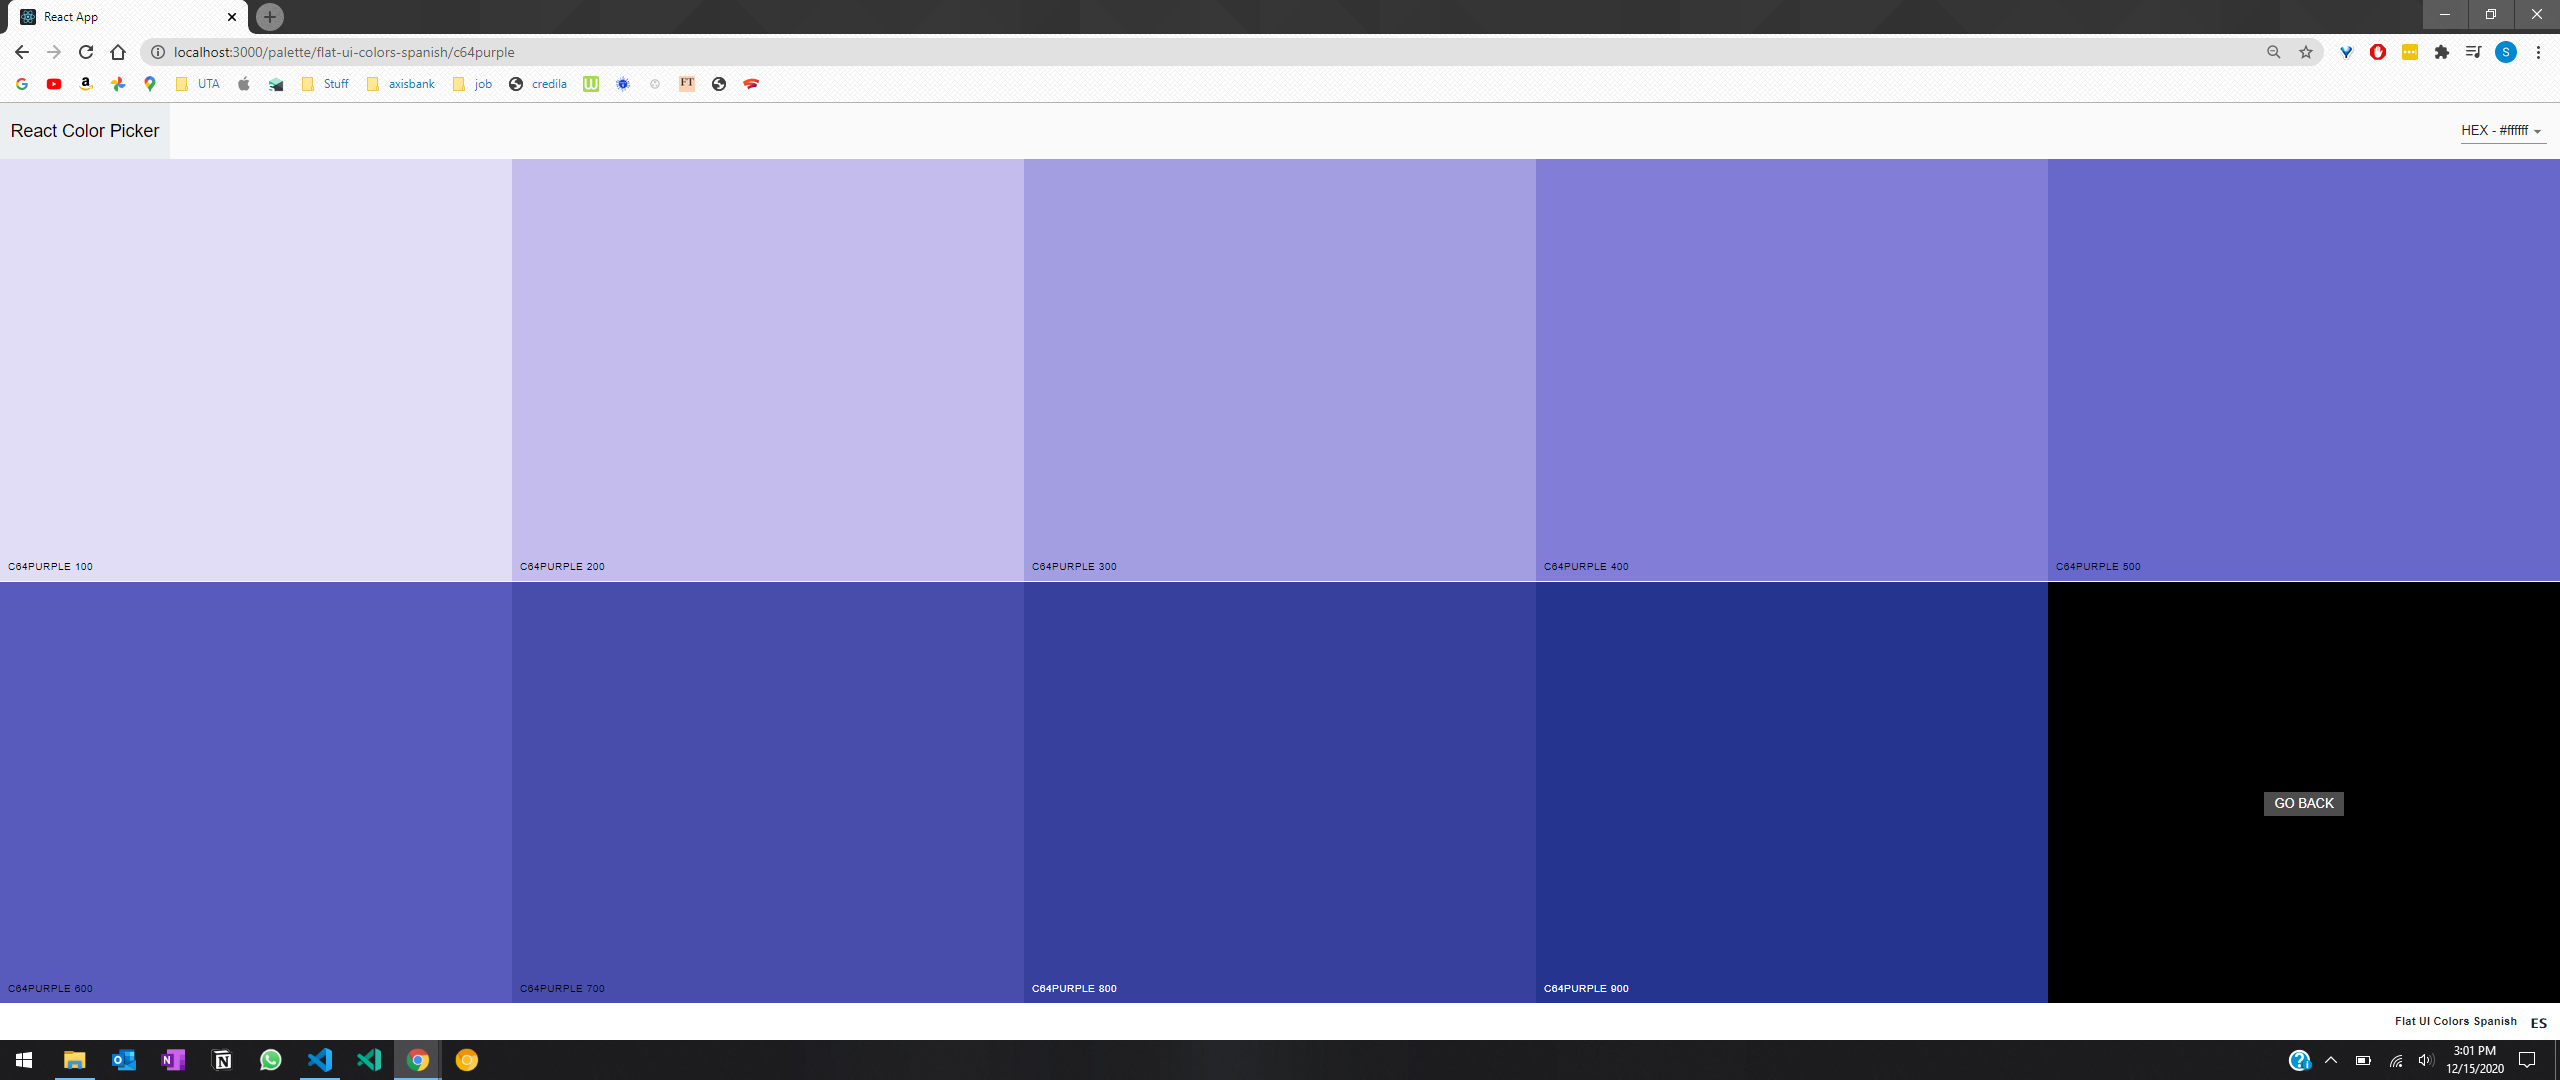 React App
localhost:3000/palette/flat-ui-colors-spanish/c64purple
S
UTA
Stuff
axisbank
job
credila
FT
React Color Picker
HEX - #ffffff
C64PURPLE 100
C64PURPLE 200
C64PURPLE 300
C64PURPLE 400
C64PURPLE 500
GO BACK
C64PURPLE 600
C64PURPLE 700
C64PURPLE 800
C64PURPLE 900
Flat UI Colors Spanish ES
3:01 PM
12/15/2020